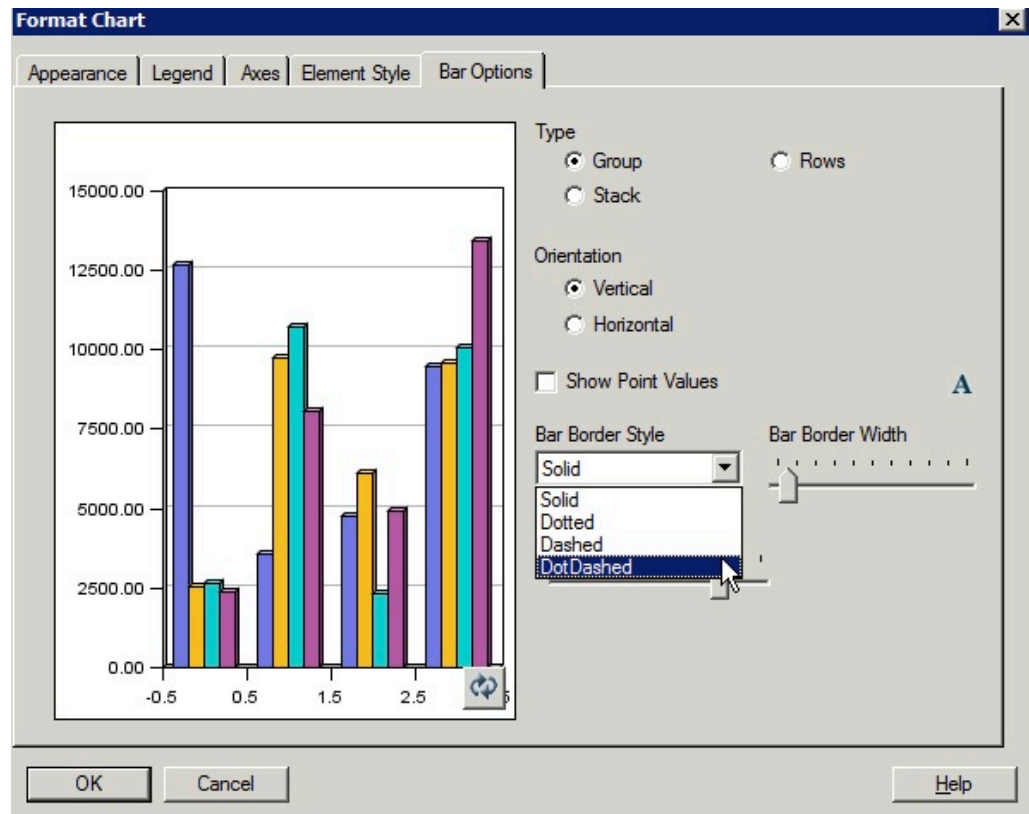 Format Chart
Appearance Legend Axes Element Style Bar Options
Type
Group Rows
Stack
Orientation
Vertical
Horizontal
Show Point Values A
Bar Border Style Bar Border Width
Solid
Solid
Dotted
Dashed
DotDashed
15000.00
12500.00
10000.00
7500.00
5000.00
2500.00
0.00
-0.5 0.5 1.5 2.5
OK Cancel Help